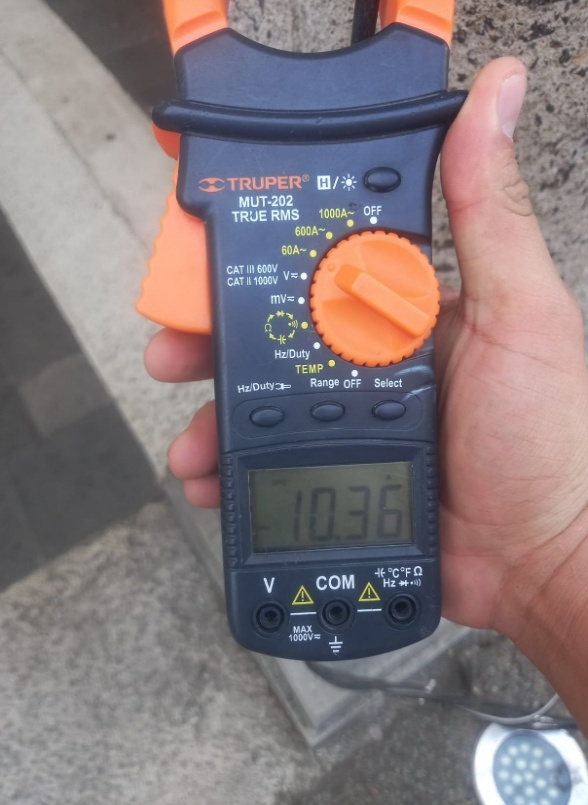 TRUPER® H/
MUT-202
TRUE RMS
1000A~ OFF
600A~
60A~
CAT III 600V
CAT II 1000V
V≂
mV≂
Ω
Hz/Duty
TEMP
OFF
Hz/Duty Range Select
10.36
V COM °C°F Ω
Hz
MAX
1000V≂